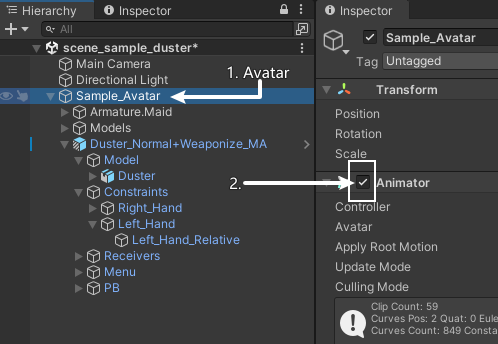 Hierarchy
Inspector
All
scene_sample_duster*
Main Camera
Directional Light
Sample_Avatar
Armature.Maid
Models
Duster_Normal+Weaponize_MA
Model
Duster
Constraints
Right_Hand
Left_Hand
Left_Hand_Relative
Receivers
Menu
PB
1. Avatar
2.
Inspector
Sample_Avatar
Tag Untagged
Transform
Position
Rotation
Scale
Animator
Controller
Avatar
Apply Root Motion
Update Mode
Culling Mode
Clip Count: 59
Curves Pos: 2 Quat: 0 Eule
Curves Count: 849 Consta